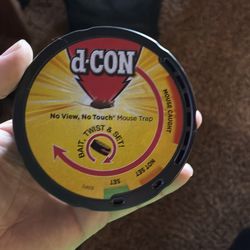 d-CON
No View, No Touch® Mouse Trap
BAIT, TWIST & SET!
MOUSE CAUGHT
NOT SET
SET